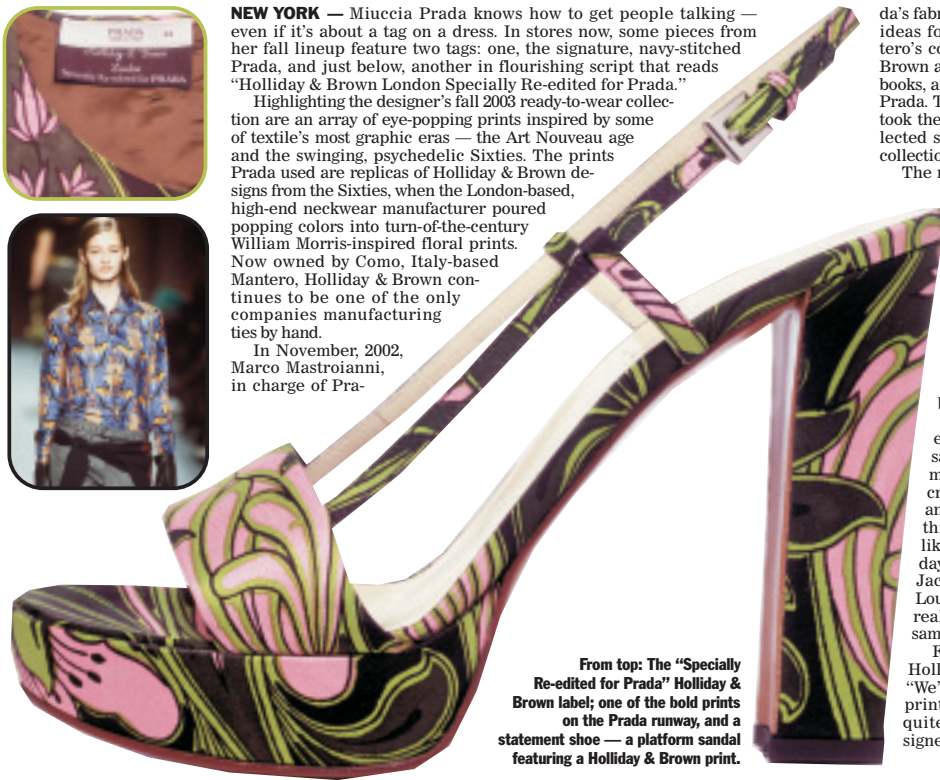 PRADA
Holliday & Brown
London
Specially Re-edited for PRADA
NEW YORK — Miuccia Prada knows how to get people talking —
even if it's about a tag on a dress. In stores now, some pieces from
her fall lineup feature two tags: one, the signature, navy-stitched
Prada, and just below, another in flourishing script that reads
“Holliday & Brown London Specially Re-edited for Prada.”
Highlighting the designer's fall 2003 ready-to-wear collec-
tion are an array of eye-popping prints inspired by some
of textile's most graphic eras — the Art Nouveau age
and the swinging, psychedelic Sixties. The prints
Prada used are replicas of Holliday & Brown de-
signs from the Sixties, when the London-based,
high-end neckwear manufacturer poured
popping colors into turn-of-the-century
William Morris-inspired floral prints.
Now owned by Como, Italy-based
Mantero, Holliday & Brown con-
tinues to be one of the only
companies manufacturing
ties by hand.
In November, 2002,
Marco Mastroianni,
in charge of Pra-
da's fabr
ideas fo
tero's co
Brown a
books, a
Prada. T
took the
lected s
collectio
The r
b
e
sa
m
cr
an
th
lik
day
Jac
Lou
real
sam
F
Holl
“We'
print
quite
signe
From top: The “Specially
Re-edited for Prada” Holliday &
Brown label; one of the bold prints
on the Prada runway, and a
statement shoe — a platform sandal
featuring a Holliday & Brown print.